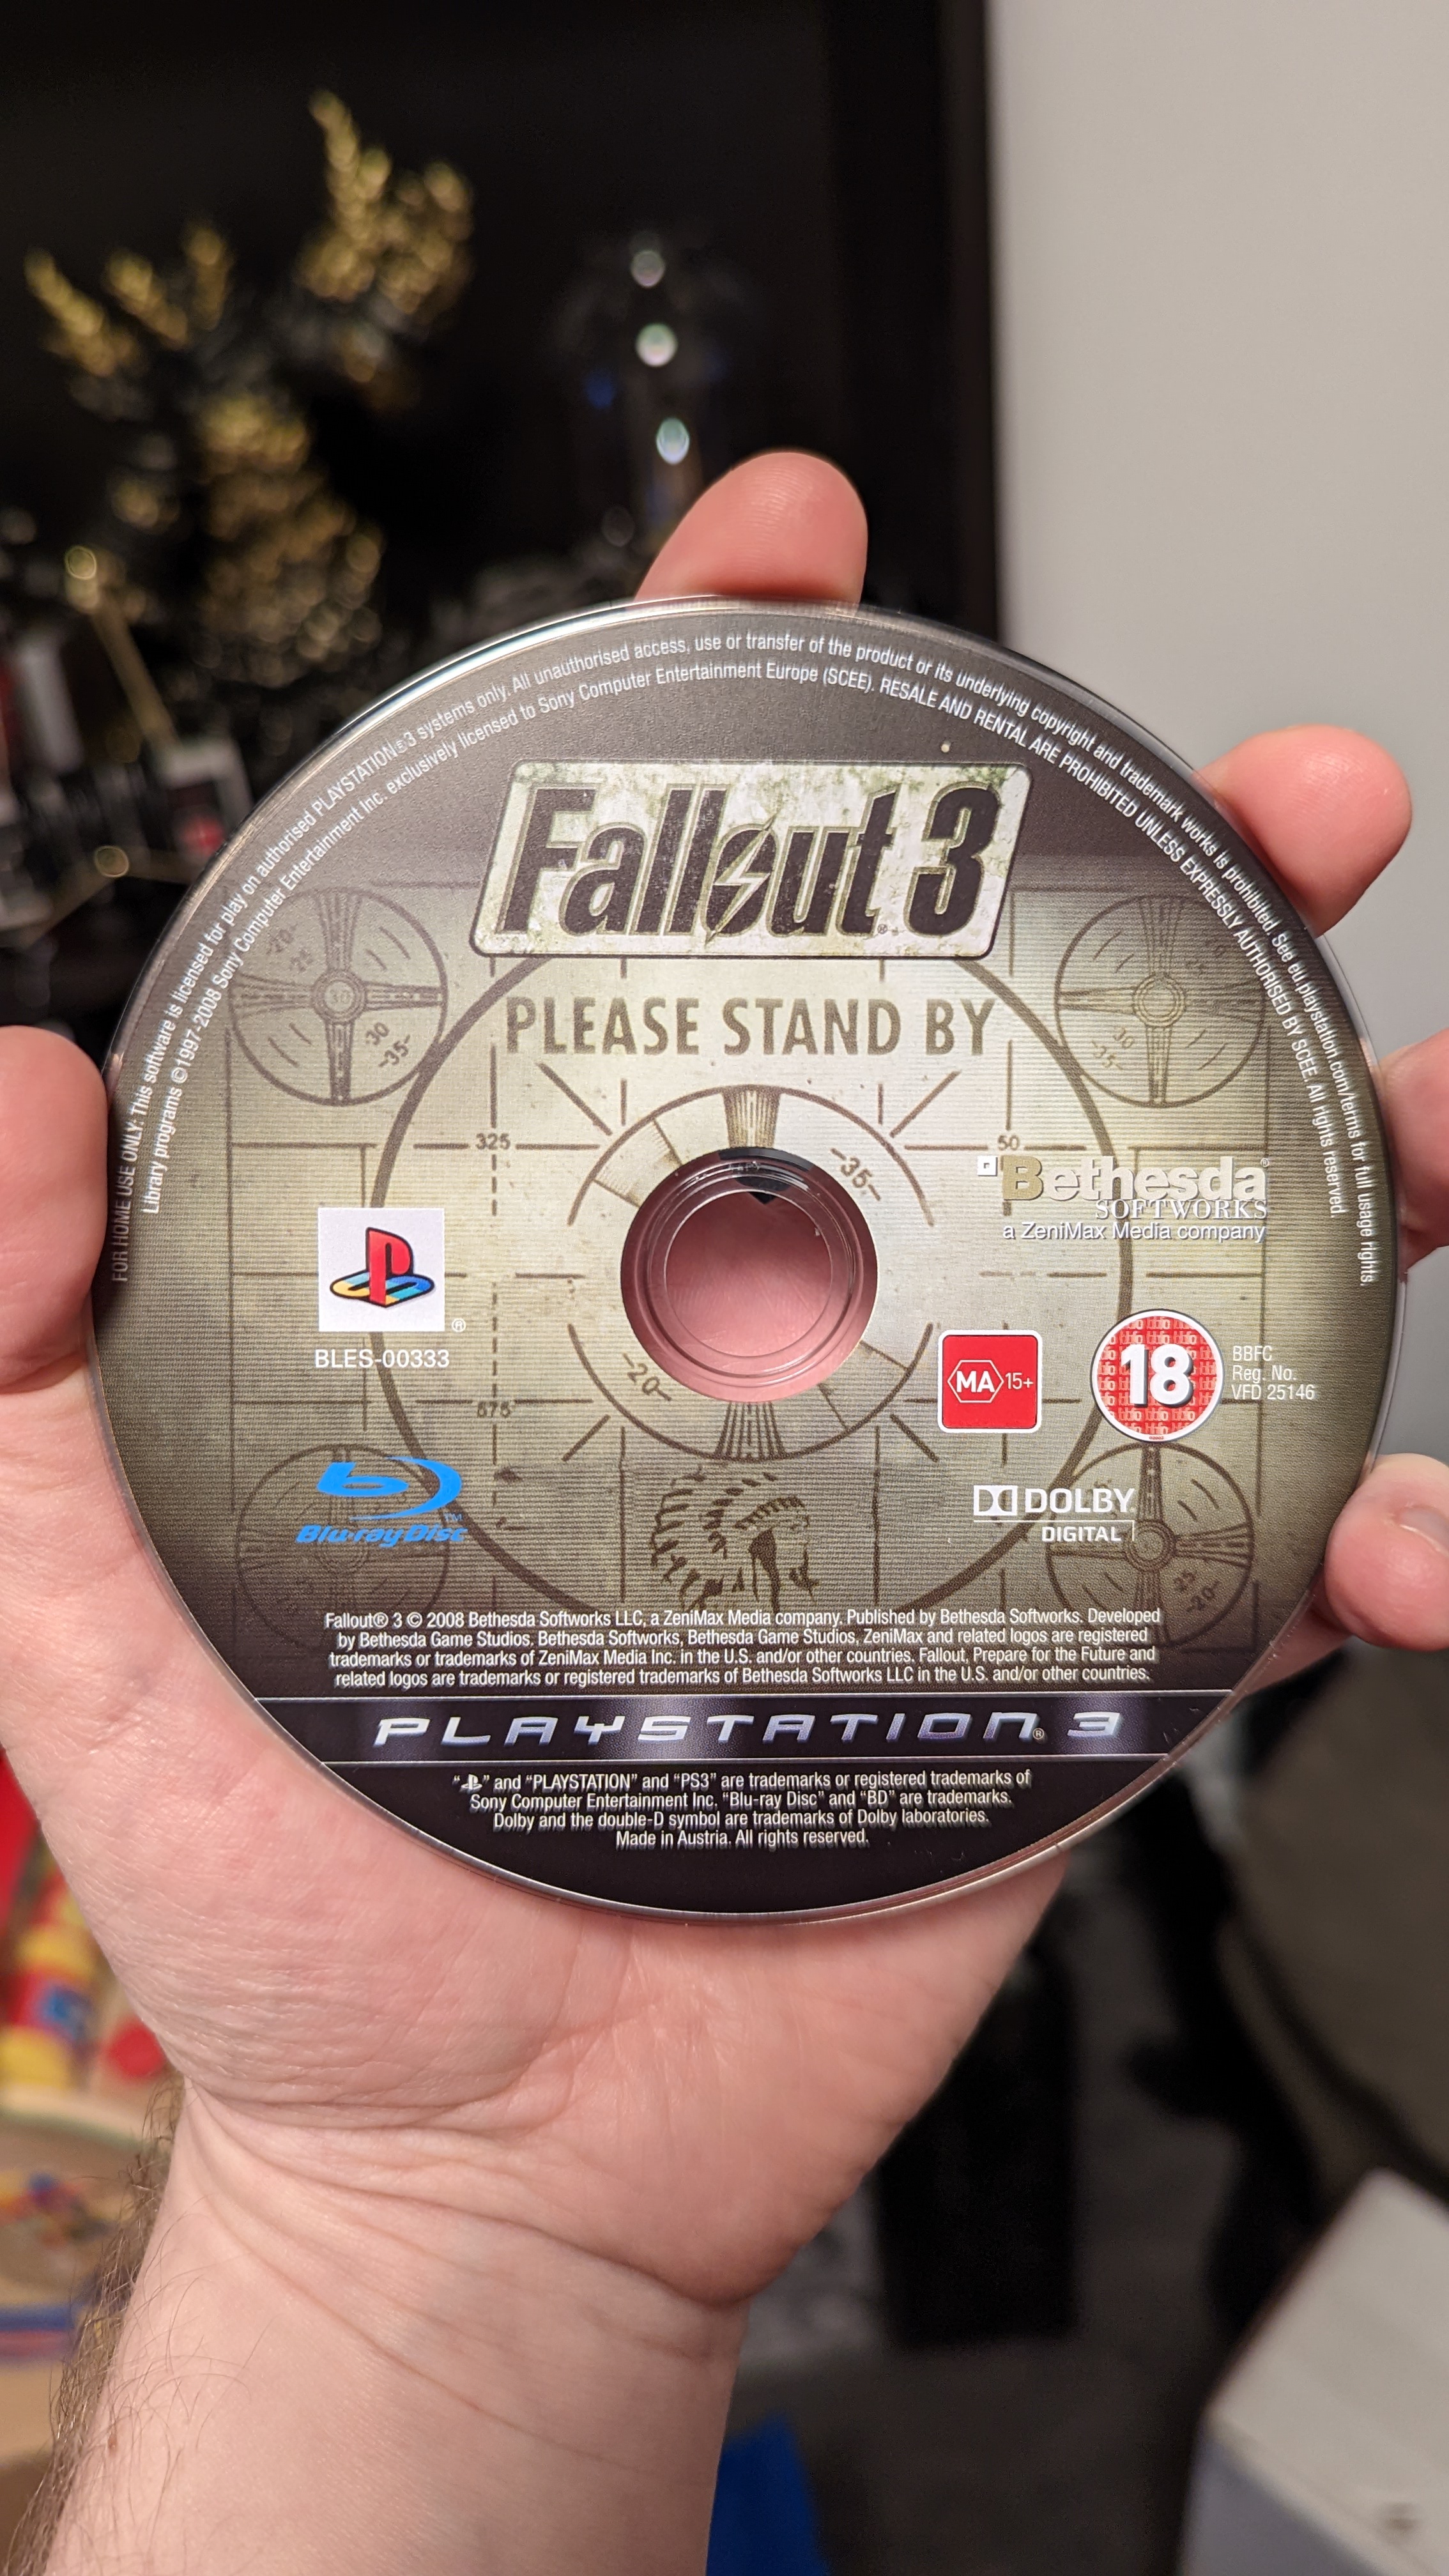 FOR HOME USE ONLY: This software is licensed for play on authorised PLAYSTATION®3 systems only. All unauthorised access, use or transfer of the product or its underlying copyright and trademark works is prohibited. See eu.playstation.com/terms for full usage rights.
Library programs ©1997-2008 Sony Computer Entertainment Inc. exclusively licensed to Sony Computer Entertainment Europe (SCEE). RESALE AND RENTAL ARE PROHIBITED UNLESS EXPRESSLY AUTHORISED BY SCEE. All rights reserved.
Fallout® 3
PLEASE STAND BY
30
-35-
30
-35-
325
50
-35-
Bethesda®
SOFTWORKS
a ZeniMax Media company
®
BLES-00333
-20-
MA 15+
18
BBFC
Reg. No.
VFD 25146
575
Blu-ray Disc™
DOLBY
DIGITAL
25
-20-
Fallout® 3 © 2008 Bethesda Softworks LLC, a ZeniMax Media company. Published by Bethesda Softworks. Developed
by Bethesda Game Studios. Bethesda Softworks, Bethesda Game Studios, ZeniMax and related logos are registered
trademarks or trademarks of ZeniMax Media Inc. in the U.S. and/or other countries. Fallout, Prepare for the Future and
related logos are trademarks or registered trademarks of Bethesda Softworks LLC in the U.S. and/or other countries.
PLAYSTATION® 3
“ ” and “PLAYSTATION” and “PS3” are trademarks or registered trademarks of
Sony Computer Entertainment Inc. “Blu-ray Disc” and “BD” are trademarks.
Dolby and the double-D symbol are trademarks of Dolby laboratories.
Made in Austria. All rights reserved.